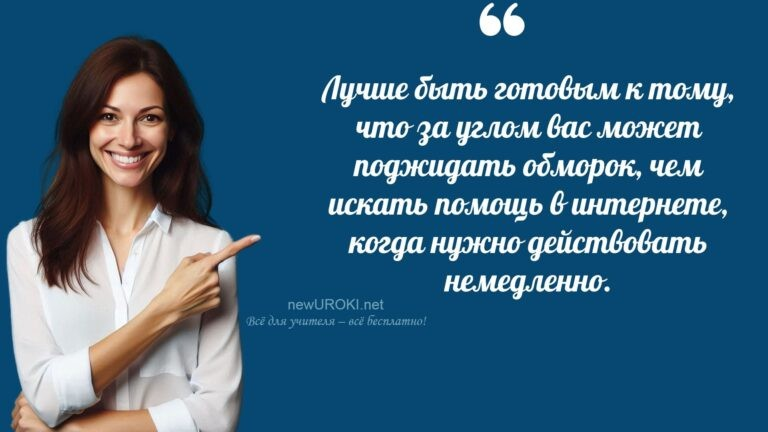 ❝
Лучше быть готовым к тому,
что за углом вас может
поджидать обморок, чем
искать помощь в интернете,
когда нужно действовать
немедленно.
newUROKI.net
Всё для учителя – всё бесплатно!